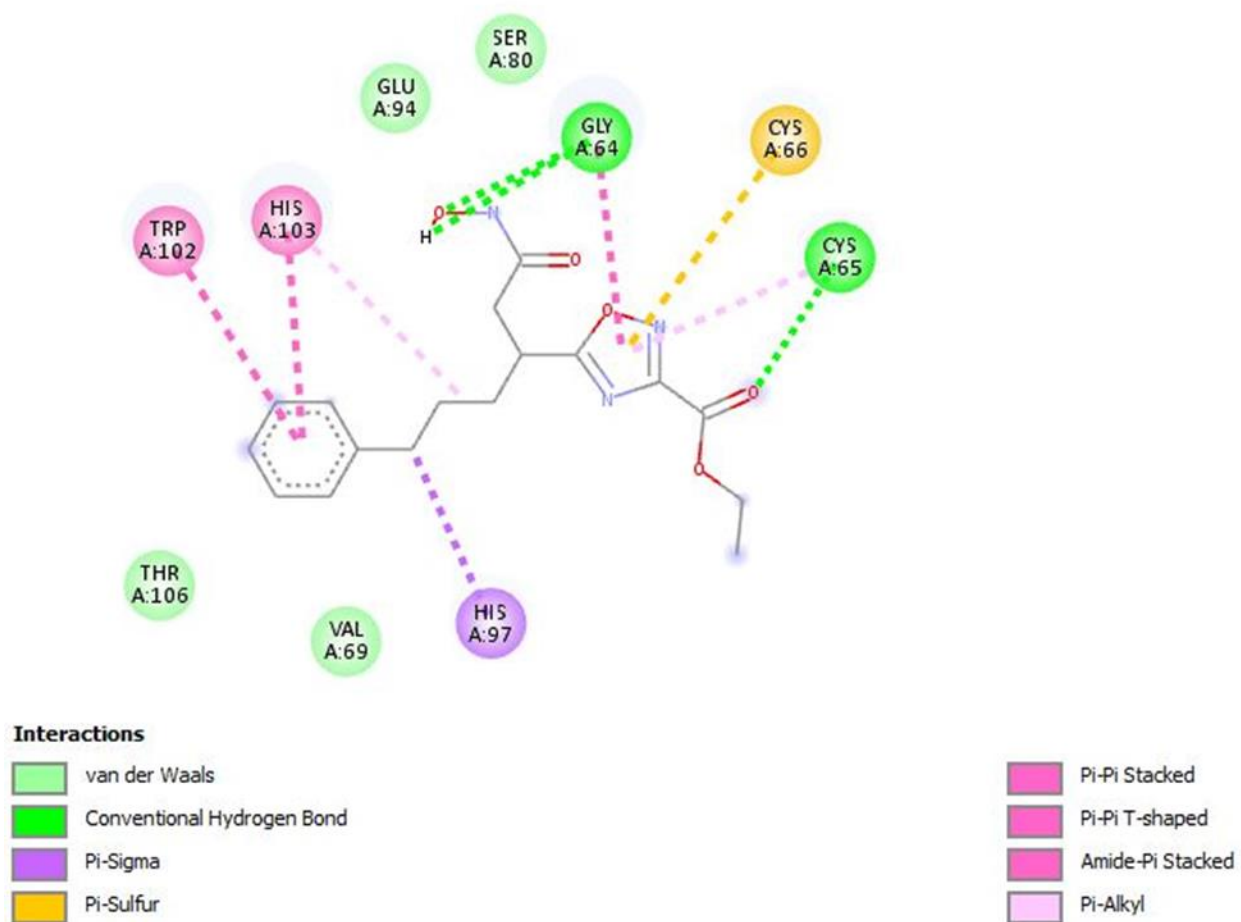 SER
A:80
GLU
A:94
GLY
A:64
CYS
A:66
TRP
A:102
HIS
A:103
CYS
A:65
O
N
H
O
O
N
N
O
O
THR
A:106
VAL
A:69
HIS
A:97
Interactions
van der Waals
Conventional Hydrogen Bond
Pi-Sigma
Pi-Sulfur
Pi-Pi Stacked
Pi-Pi T-shaped
Amide-Pi Stacked
Pi-Alkyl